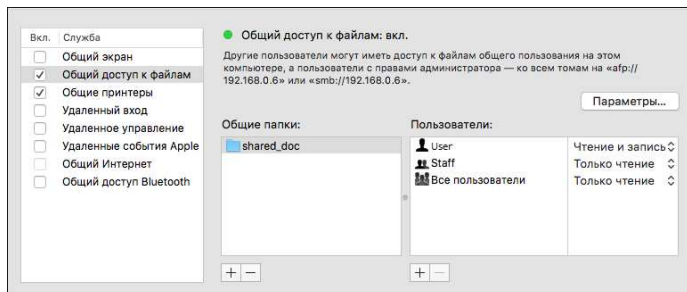 Вкл. Служба
Общий экран
Общий доступ к файлам
Общие принтеры
Удаленный вход
Удаленное управление
Удаленные события Apple
Общий Интернет
Общий доступ Bluetooth
Общий доступ к файлам: вкл.
Другие пользователи могут иметь доступ к файлам общего пользования на этом
компьютере, а пользователи с правами администратора — ко всем томам на «afp://
192.168.0.6» или «smb://192.168.0.6».
Параметры...
Общие папки:
shared_doc
Пользователи:
User Чтение и запись
Staff Только чтение
Все пользователи Только чтение